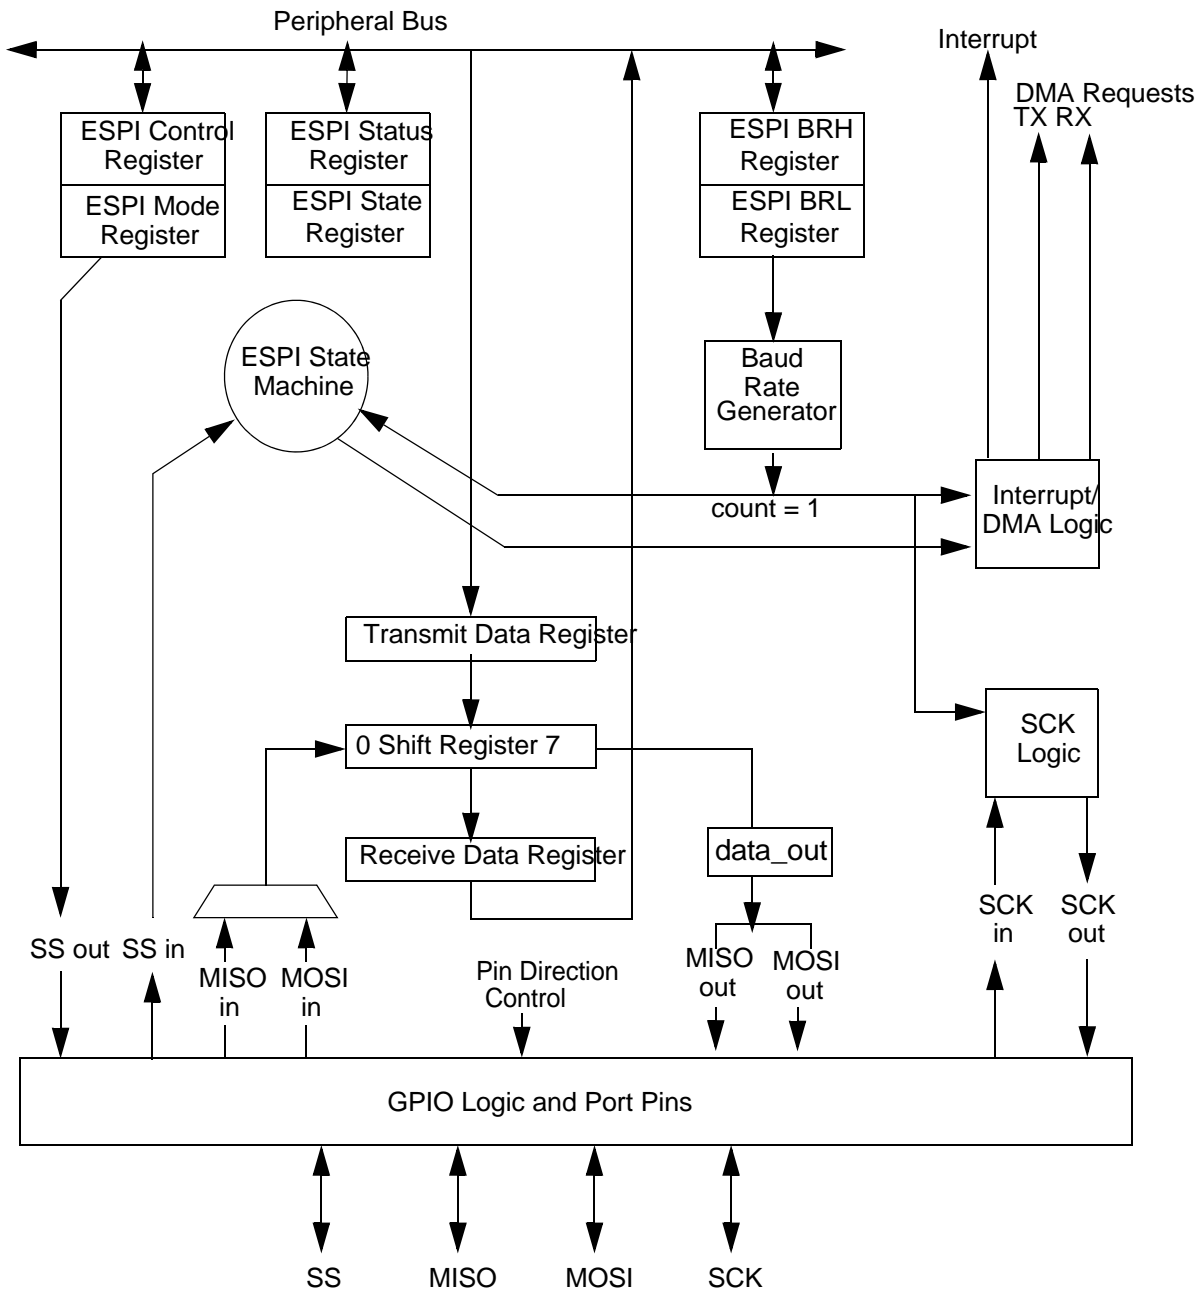 Peripheral Bus
Interrupt
DMA Requests
TX RX
ESPI Control
Register
ESPI Mode
Register
ESPI Status
Register
ESPI State
Register
ESPI BRH
Register
ESPI BRL
Register
ESPI State
Machine
Baud
Rate
Generator
count = 1
Interrupt/
DMA Logic
Transmit Data Register
0 Shift Register 7
SCK
Logic
Receive Data Register
data_out
SS out
SS in
MISO
in
MOSI
in
Pin Direction
Control
MISO
out
MOSI
out
SCK
in
SCK
out
GPIO Logic and Port Pins
SS
MISO
MOSI
SCK